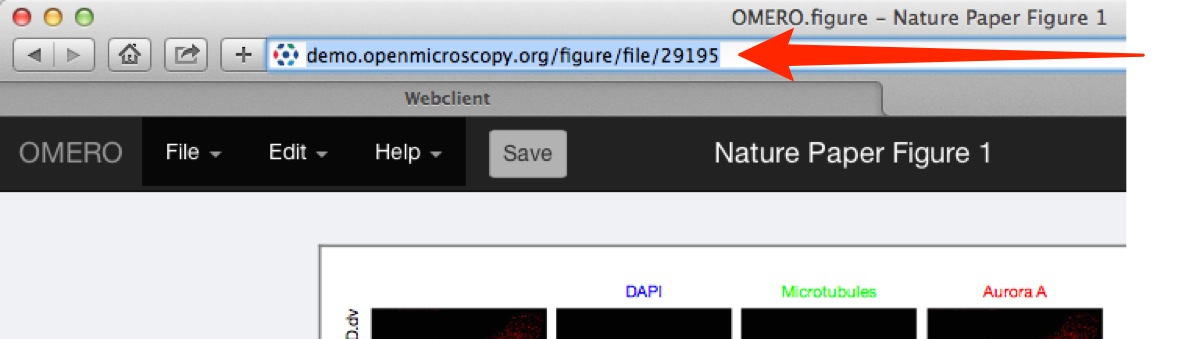 OMERO.figure – Nature Paper Figure 1
demo.openmicroscopy.org/figure/file/29195
Webclient
OMERO File Edit Help Save Nature Paper Figure 1
DAPI Microtubules Aurora A
D.dv